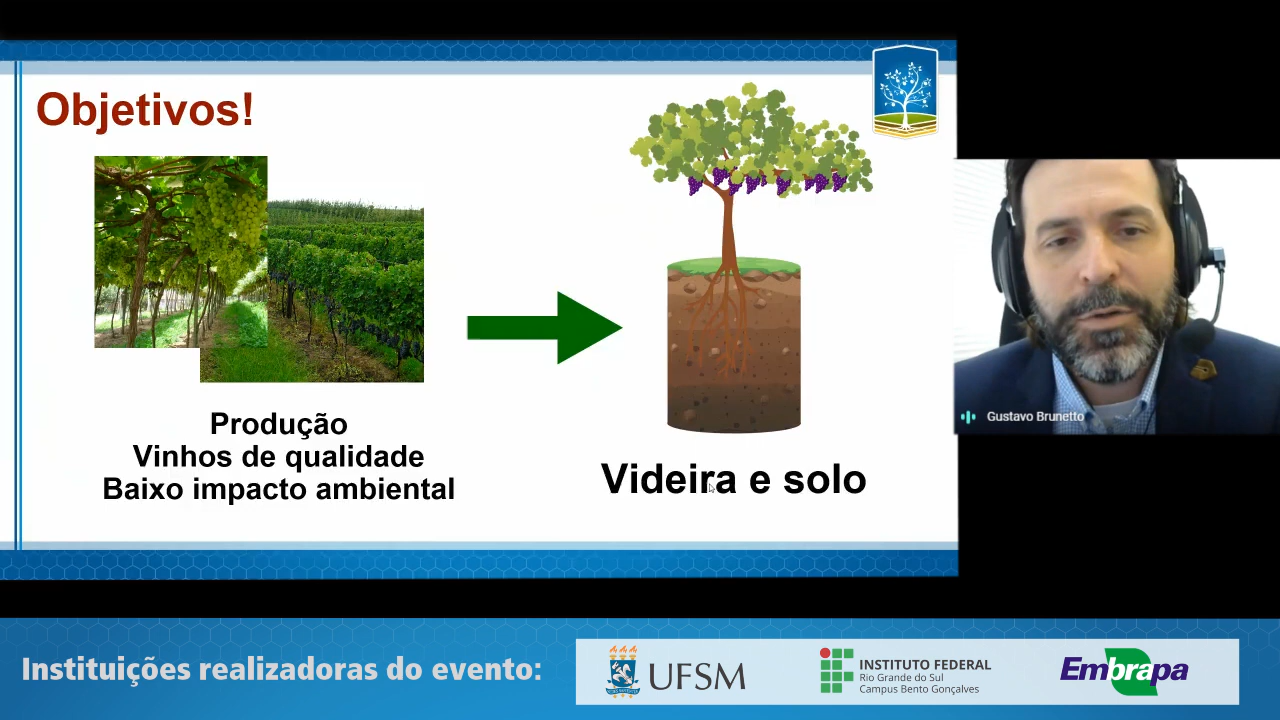 Objetivos!
Produção
Vinhos de qualidade
Baixo impacto ambiental
Videira e solo
Gustavo Brunetto
Instituições realizadoras do evento:
UFSM
INSTITUTO FEDERAL
Rio Grande do Sul
Campus Bento Gonçalves
Embrapa